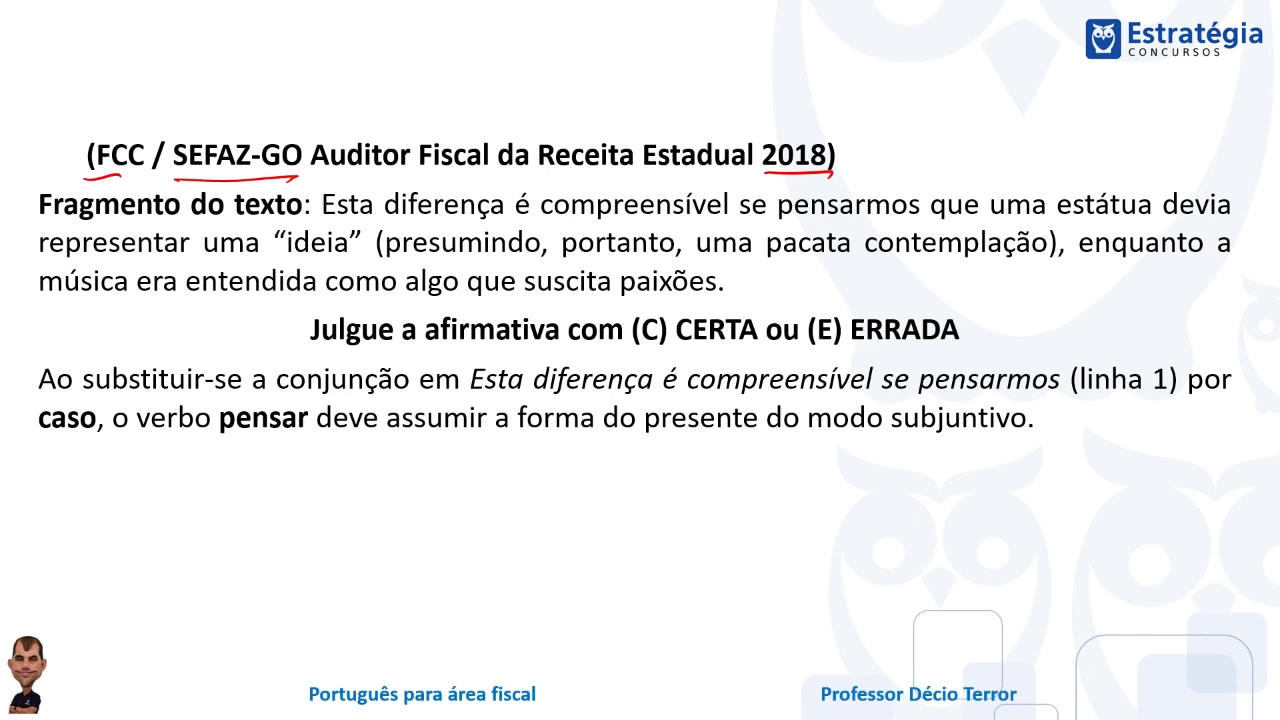 Estratégia
CONCURSOS
(FCC / SEFAZ-GO Auditor Fiscal da Receita Estadual 2018)
Fragmento do texto: Esta diferença é compreensível se pensarmos que uma estátua devia
representar uma “ideia” (presumindo, portanto, uma pacata contemplação), enquanto a
música era entendida como algo que suscita paixões.
Julgue a afirmativa com (C) CERTA ou (E) ERRADA
Ao substituir-se a conjunção em Esta diferença é compreensível se pensarmos (linha 1) por
caso, o verbo pensar deve assumir a forma do presente do modo subjuntivo.
Português para área fiscal
Professor Décio Terror